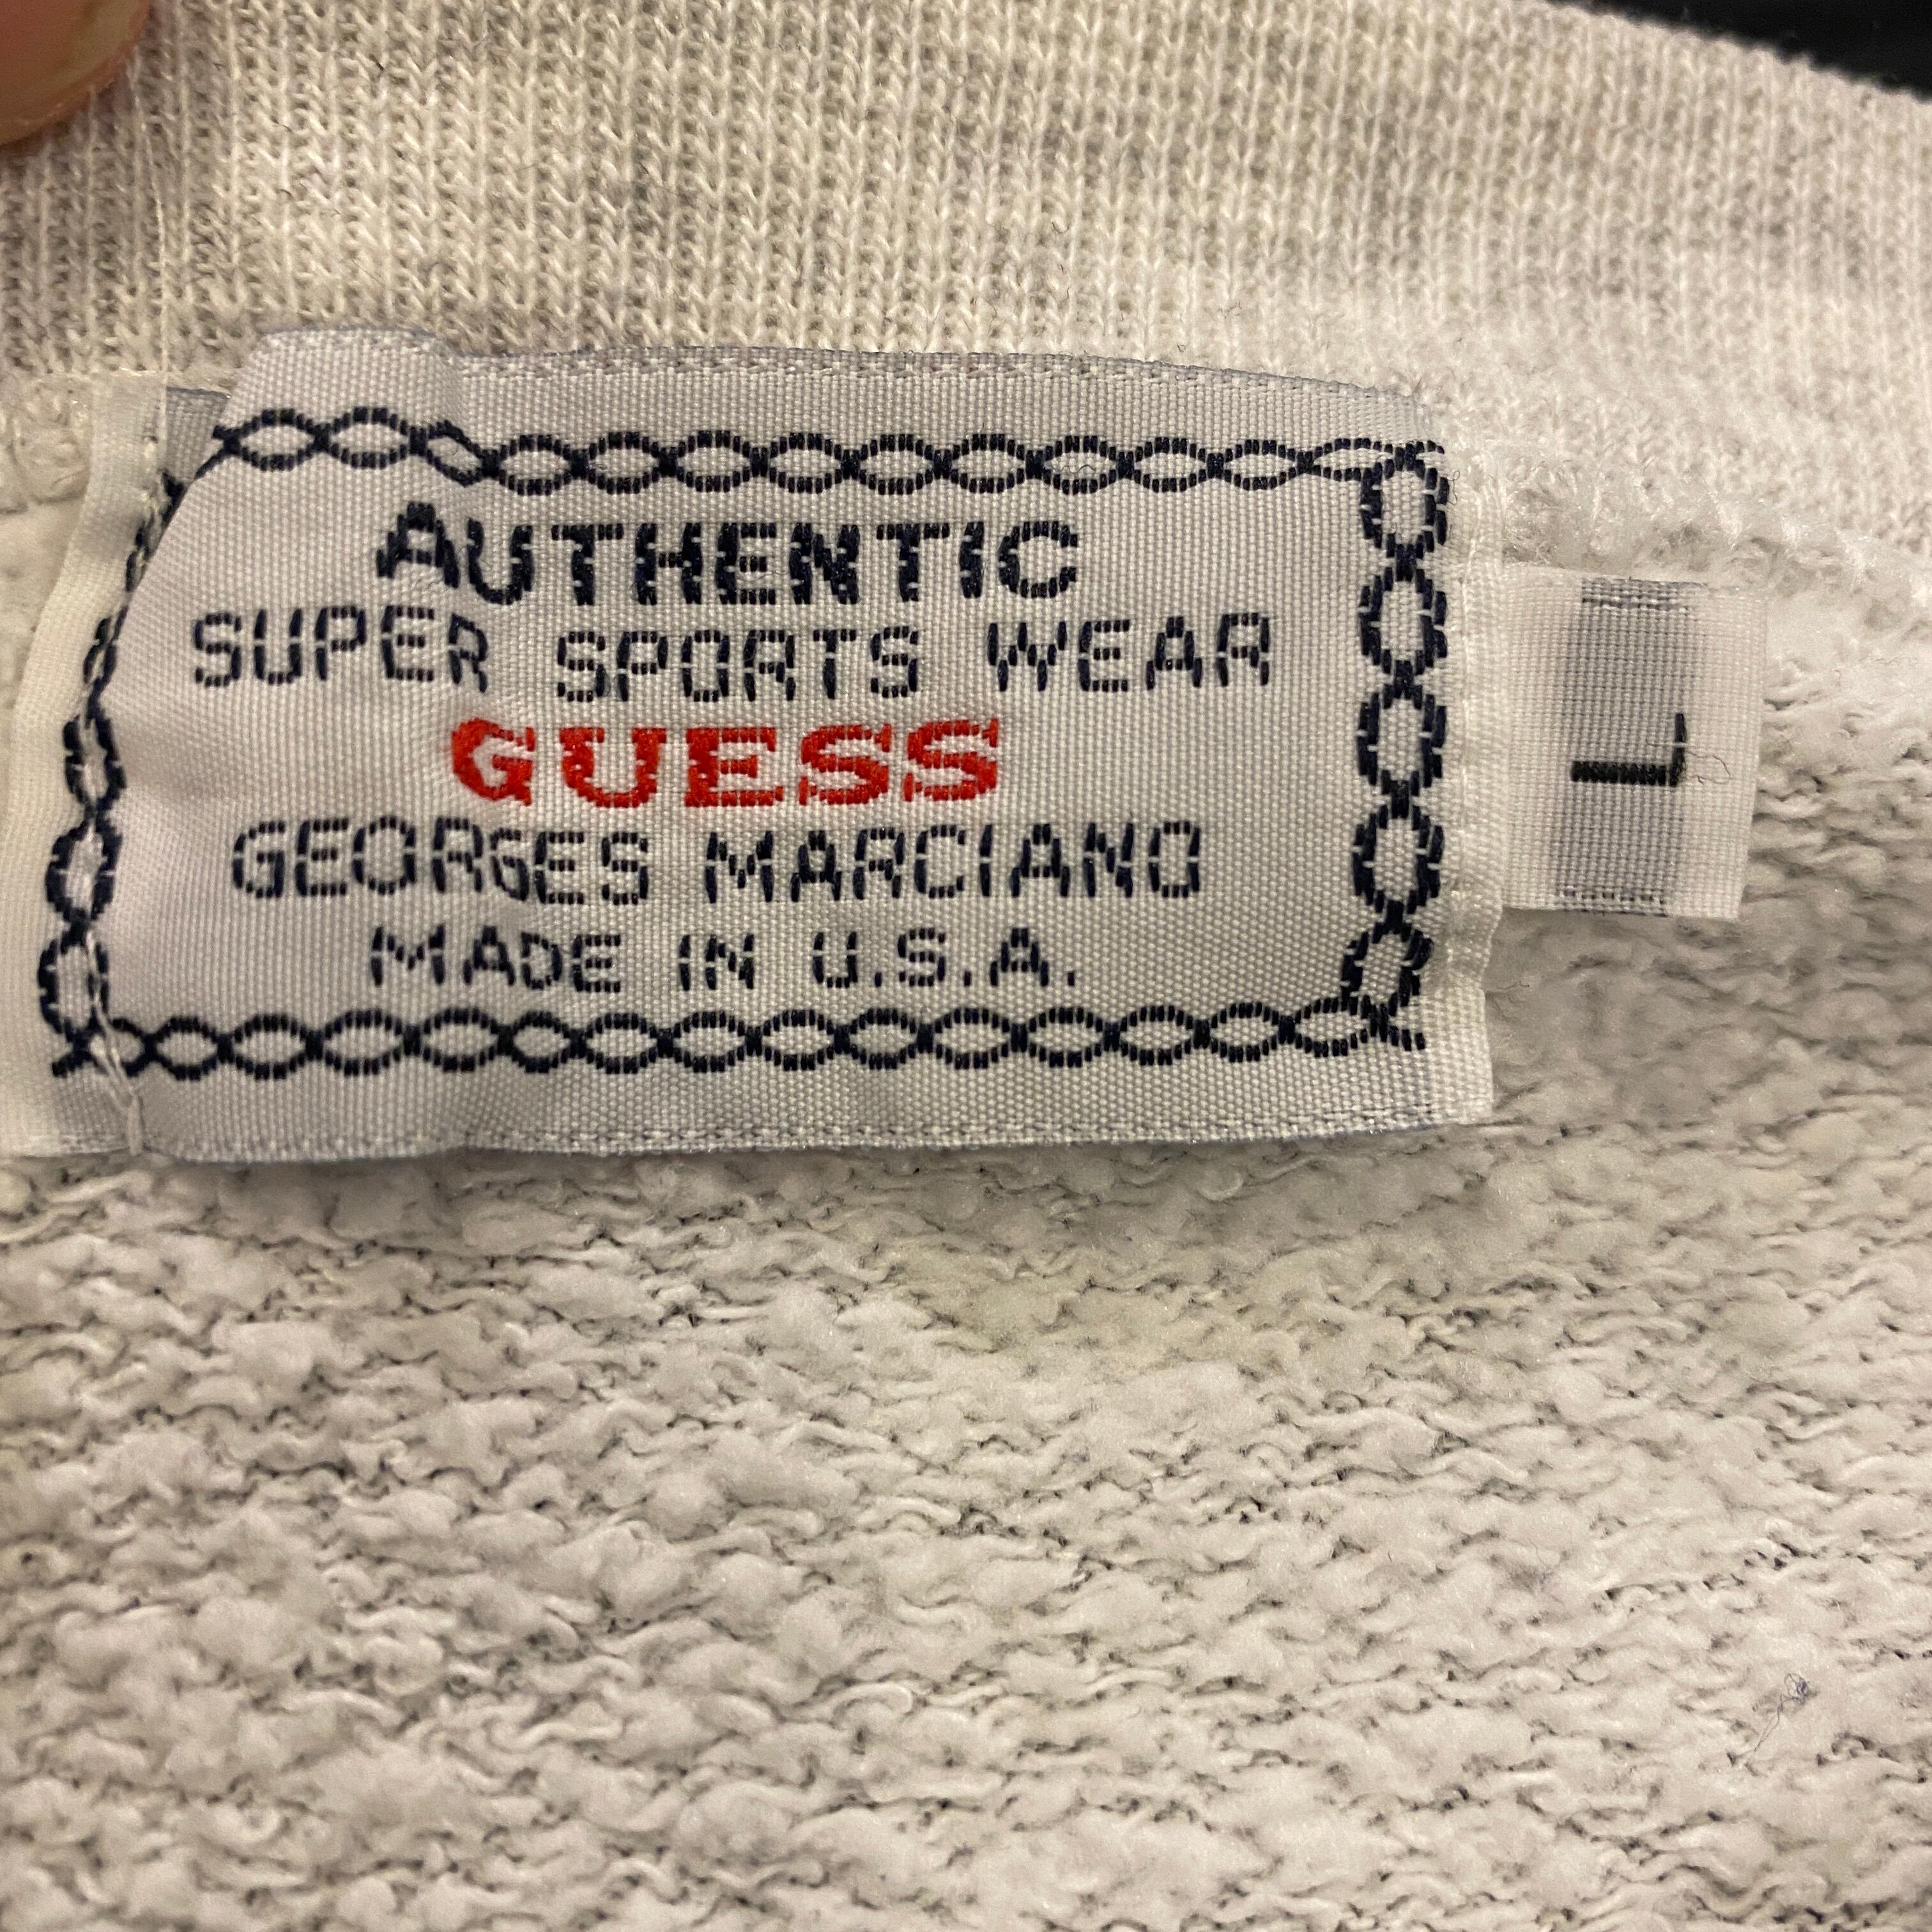 AUTHENTIC
SUPER SPORTS WEAR
GUESS
GEORGES MARCIANO
MADE IN U.S.A.
L